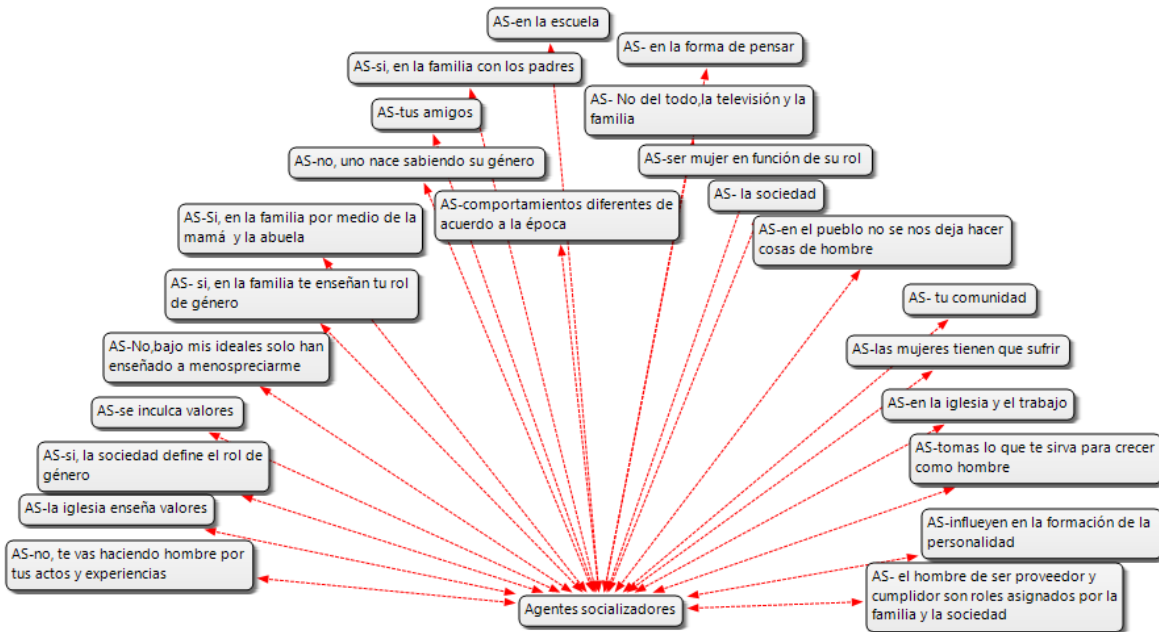 AS-en la escuela
AS- en la forma de pensar
AS-si, en la familia con los padres
AS- No del todo,la televisión y la
familia
AS-tus amigos
AS-no, uno nace sabiendo su género
AS-ser mujer en función de su rol
AS- la sociedad
AS-comportamientos diferentes de
acuerdo a la época
AS-Si, en la familia por medio de la
mamá y la abuela
AS-en el pueblo no se nos deja hacer
cosas de hombre
AS- si, en la familia te enseñan tu rol
de género
AS- tu comunidad
AS-No,bajo mis ideales solo han
enseñado a menospreciarme
AS-las mujeres tienen que sufrir
AS-se inculca valores
AS-en la iglesia y el trabajo
AS-si, la sociedad define el rol de
género
AS-tomas lo que te sirva para crecer
como hombre
AS-la iglesia enseña valores
AS-influeyen en la formación de la
personalidad
AS-no, te vas haciendo hombre por
tus actos y experiencias
AS- el hombre de ser proveedor y
cumplidor son roles asignados por la
familia y la sociedad
Agentes socializadores